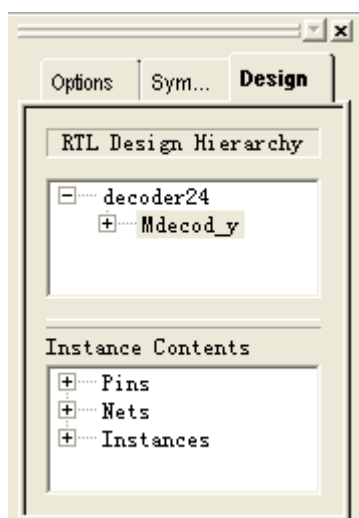 Options Sym... Design
RTL Design Hierarchy
decoder24
Mdecod_y
Instance Contents
Pins
Nets
Instances